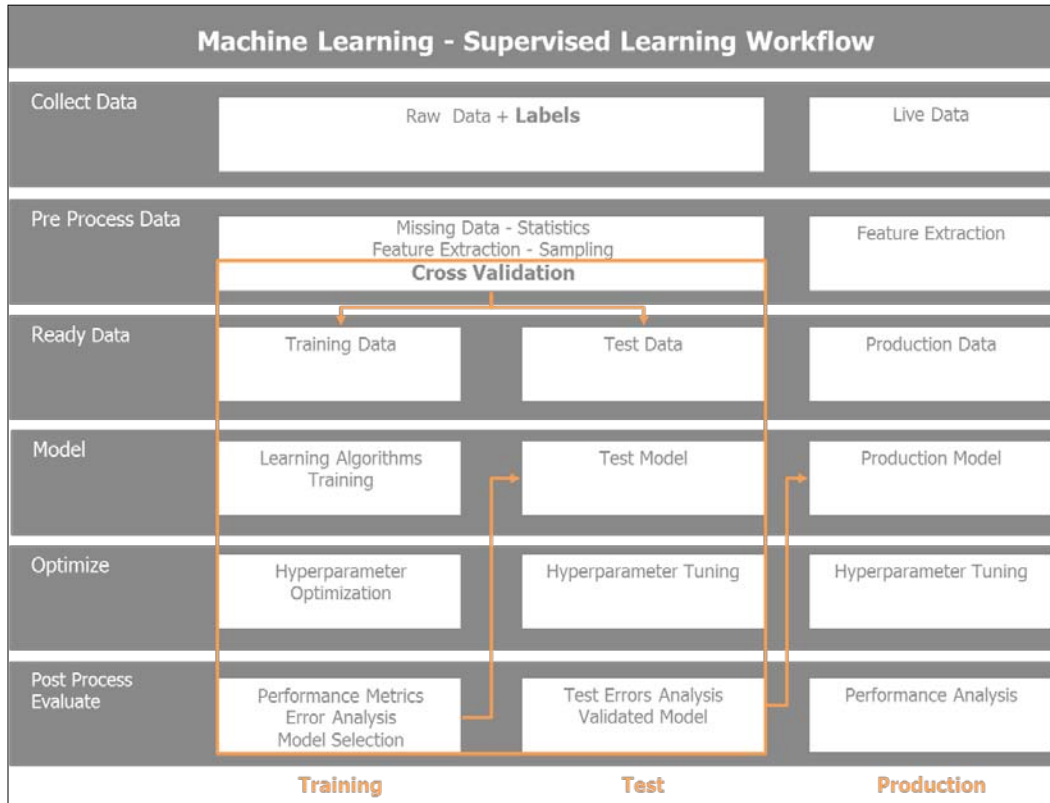 Machine Learning - Supervised Learning Workflow
Collect Data
Raw Data + Labels
Live Data
Pre Process Data
Missing Data - Statistics
Feature Extraction - Sampling
Cross Validation
Feature Extraction
Ready Data
Training Data
Test Data
Production Data
Model
Learning Algorithms
Training
Test Model
Production Model
Optimize
Hyperparameter
Optimization
Hyperparameter Tuning
Hyperparameter Tuning
Post Process
Evaluate
Performance Metrics
Error Analysis
Model Selection
Test Errors Analysis
Validated Model
Performance Analysis
Training
Test
Production